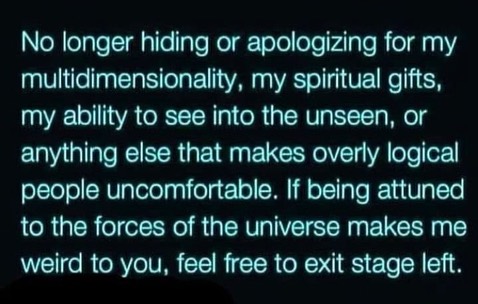 No longer hiding or apologizing for my
multidimensionality, my spiritual gifts,
my ability to see into the unseen, or
anything else that makes overly logical
people uncomfortable. If being attuned
to the forces of the universe makes me
weird to you, feel free to exit stage left.